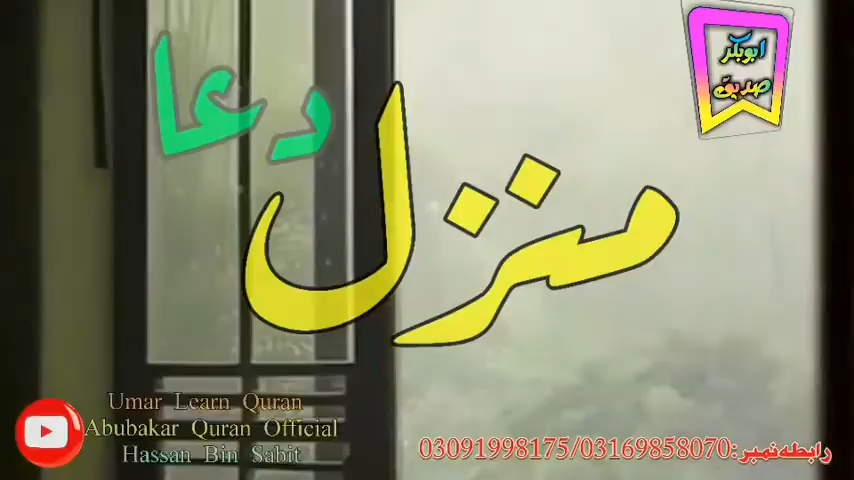 ابوبکر
صدیق
دعا
منزل
Umar Learn Quran
Abubakar Quran Official
Hassan Bin Sabit
رابطہ نمبر:03091998175/03169858070